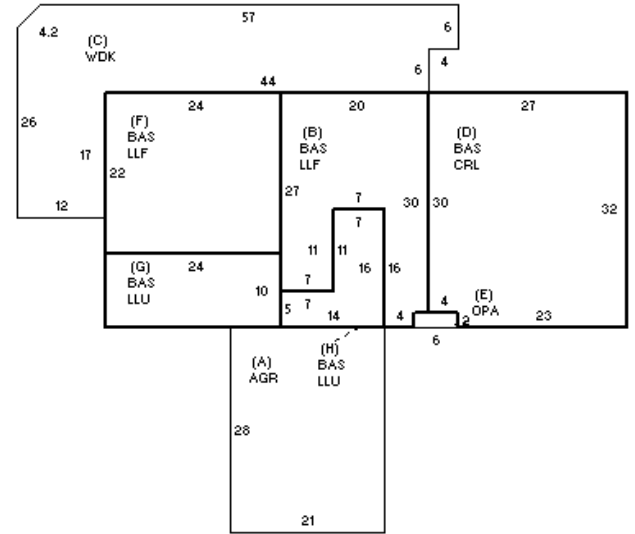 57
4.2
6
(C)
WDK
6
4
44
24
20
27
26
(F)
BAS
LLF
(B)
BAS
LLF
(D)
BAS
CRL
17
22
27
7
30
30
32
12
7
11
11
(G)
BAS
LLU
24
16
16
10
7
5
7
14
4
4
(E)
OPA
2
23
6
(A)
AGR
(H)
BAS
LLU
28
21